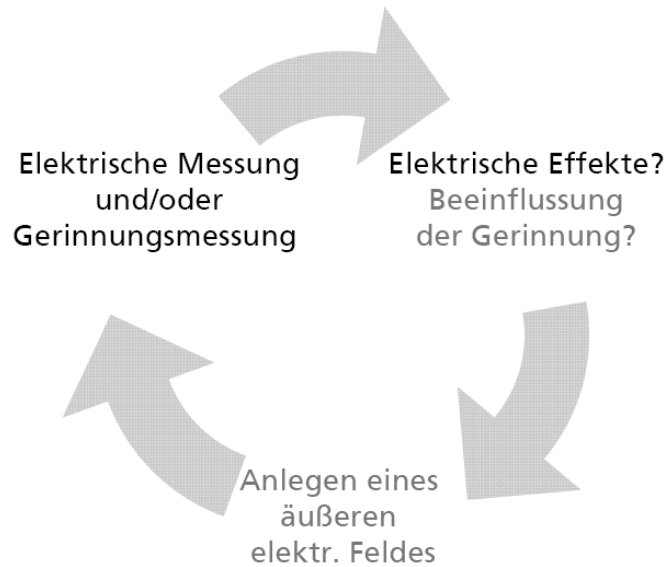 Elektrische Messung
und/oder
Gerinnungsmessung
Elektrische Effekte?
Beeinflussung
der Gerinnung?
Anlegen eines
äußeren
elektr. Feldes